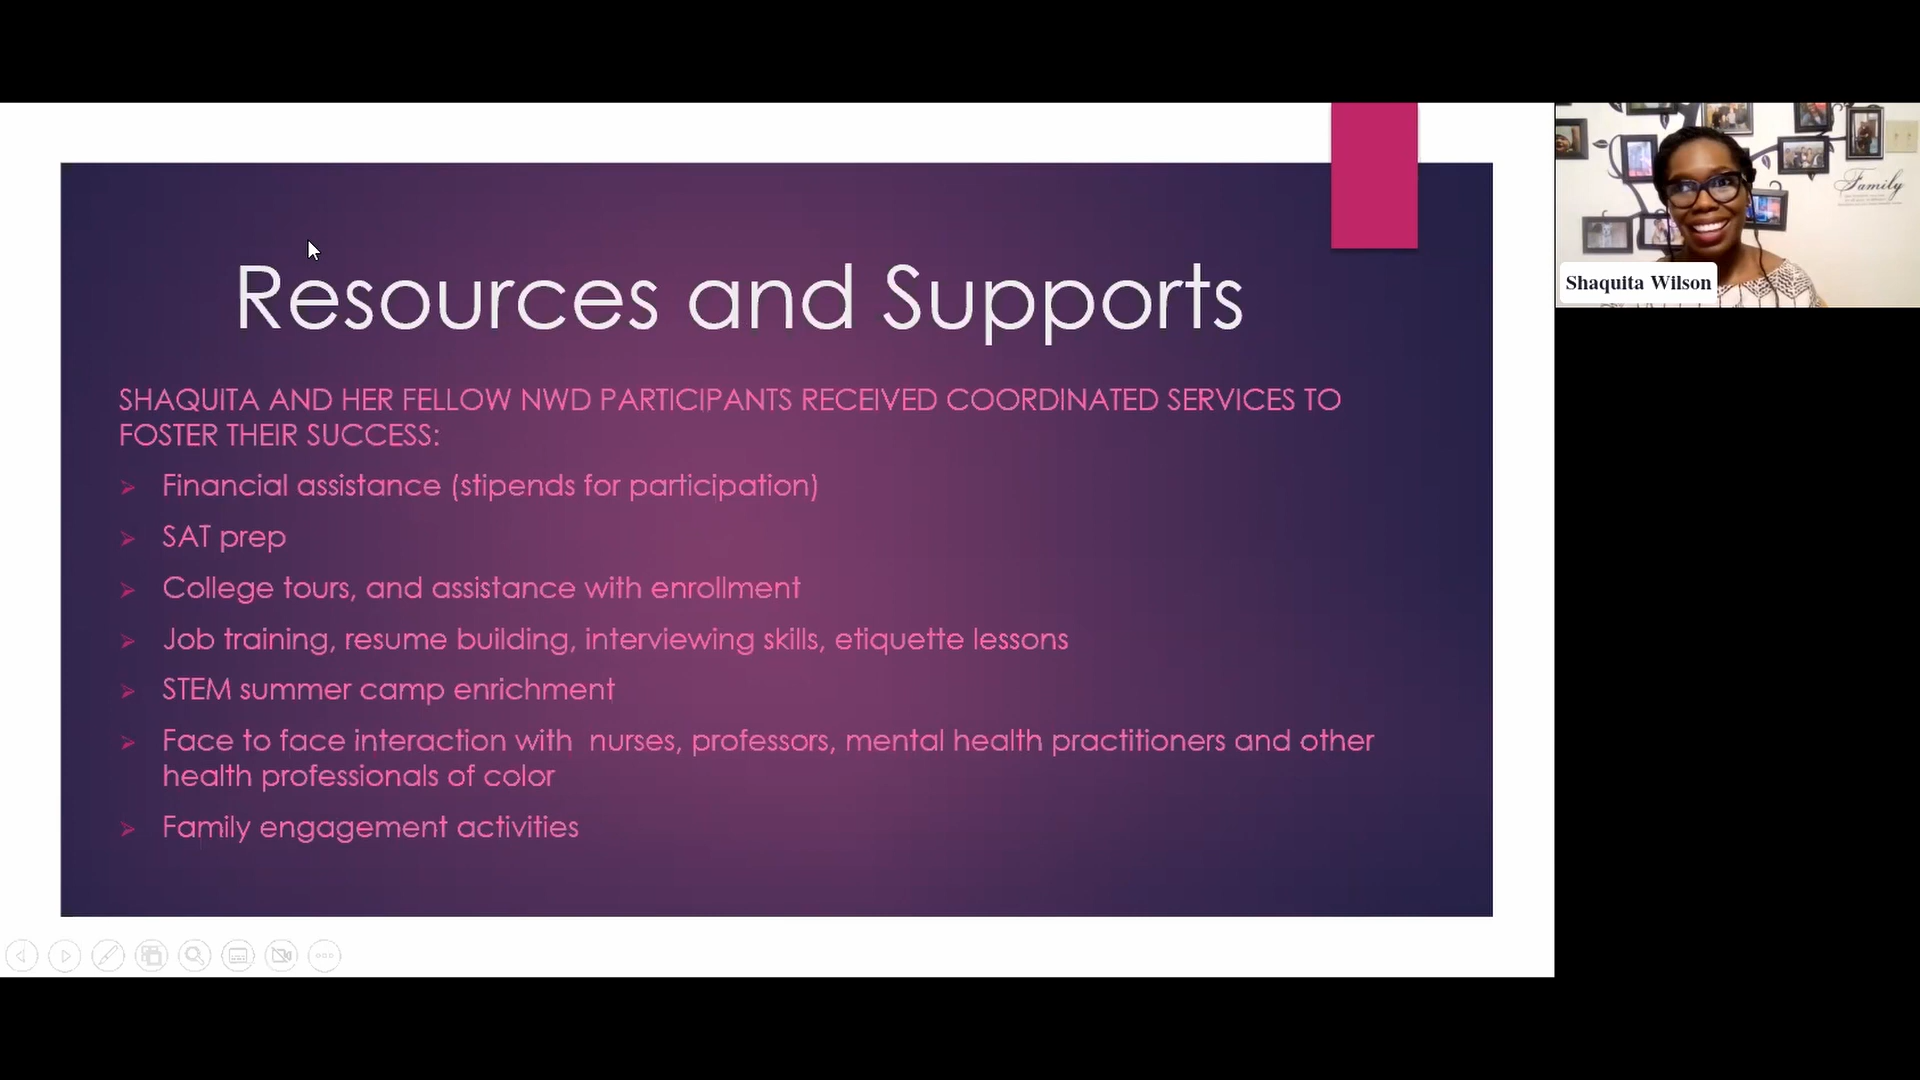 Resources and Supports
SHAQUITA AND HER FELLOW NWD PARTICIPANTS RECEIVED COORDINATED SERVICES TO
FOSTER THEIR SUCCESS:
Financial assistance (stipends for participation)
SAT prep
College tours, and assistance with enrollment
Job training, resume building, interviewing skills, etiquette lessons
STEM summer camp enrichment
Face to face interaction with nurses, professors, mental health practitioners and other
health professionals of color
Family engagement activities
Family
Shaquita Wilson